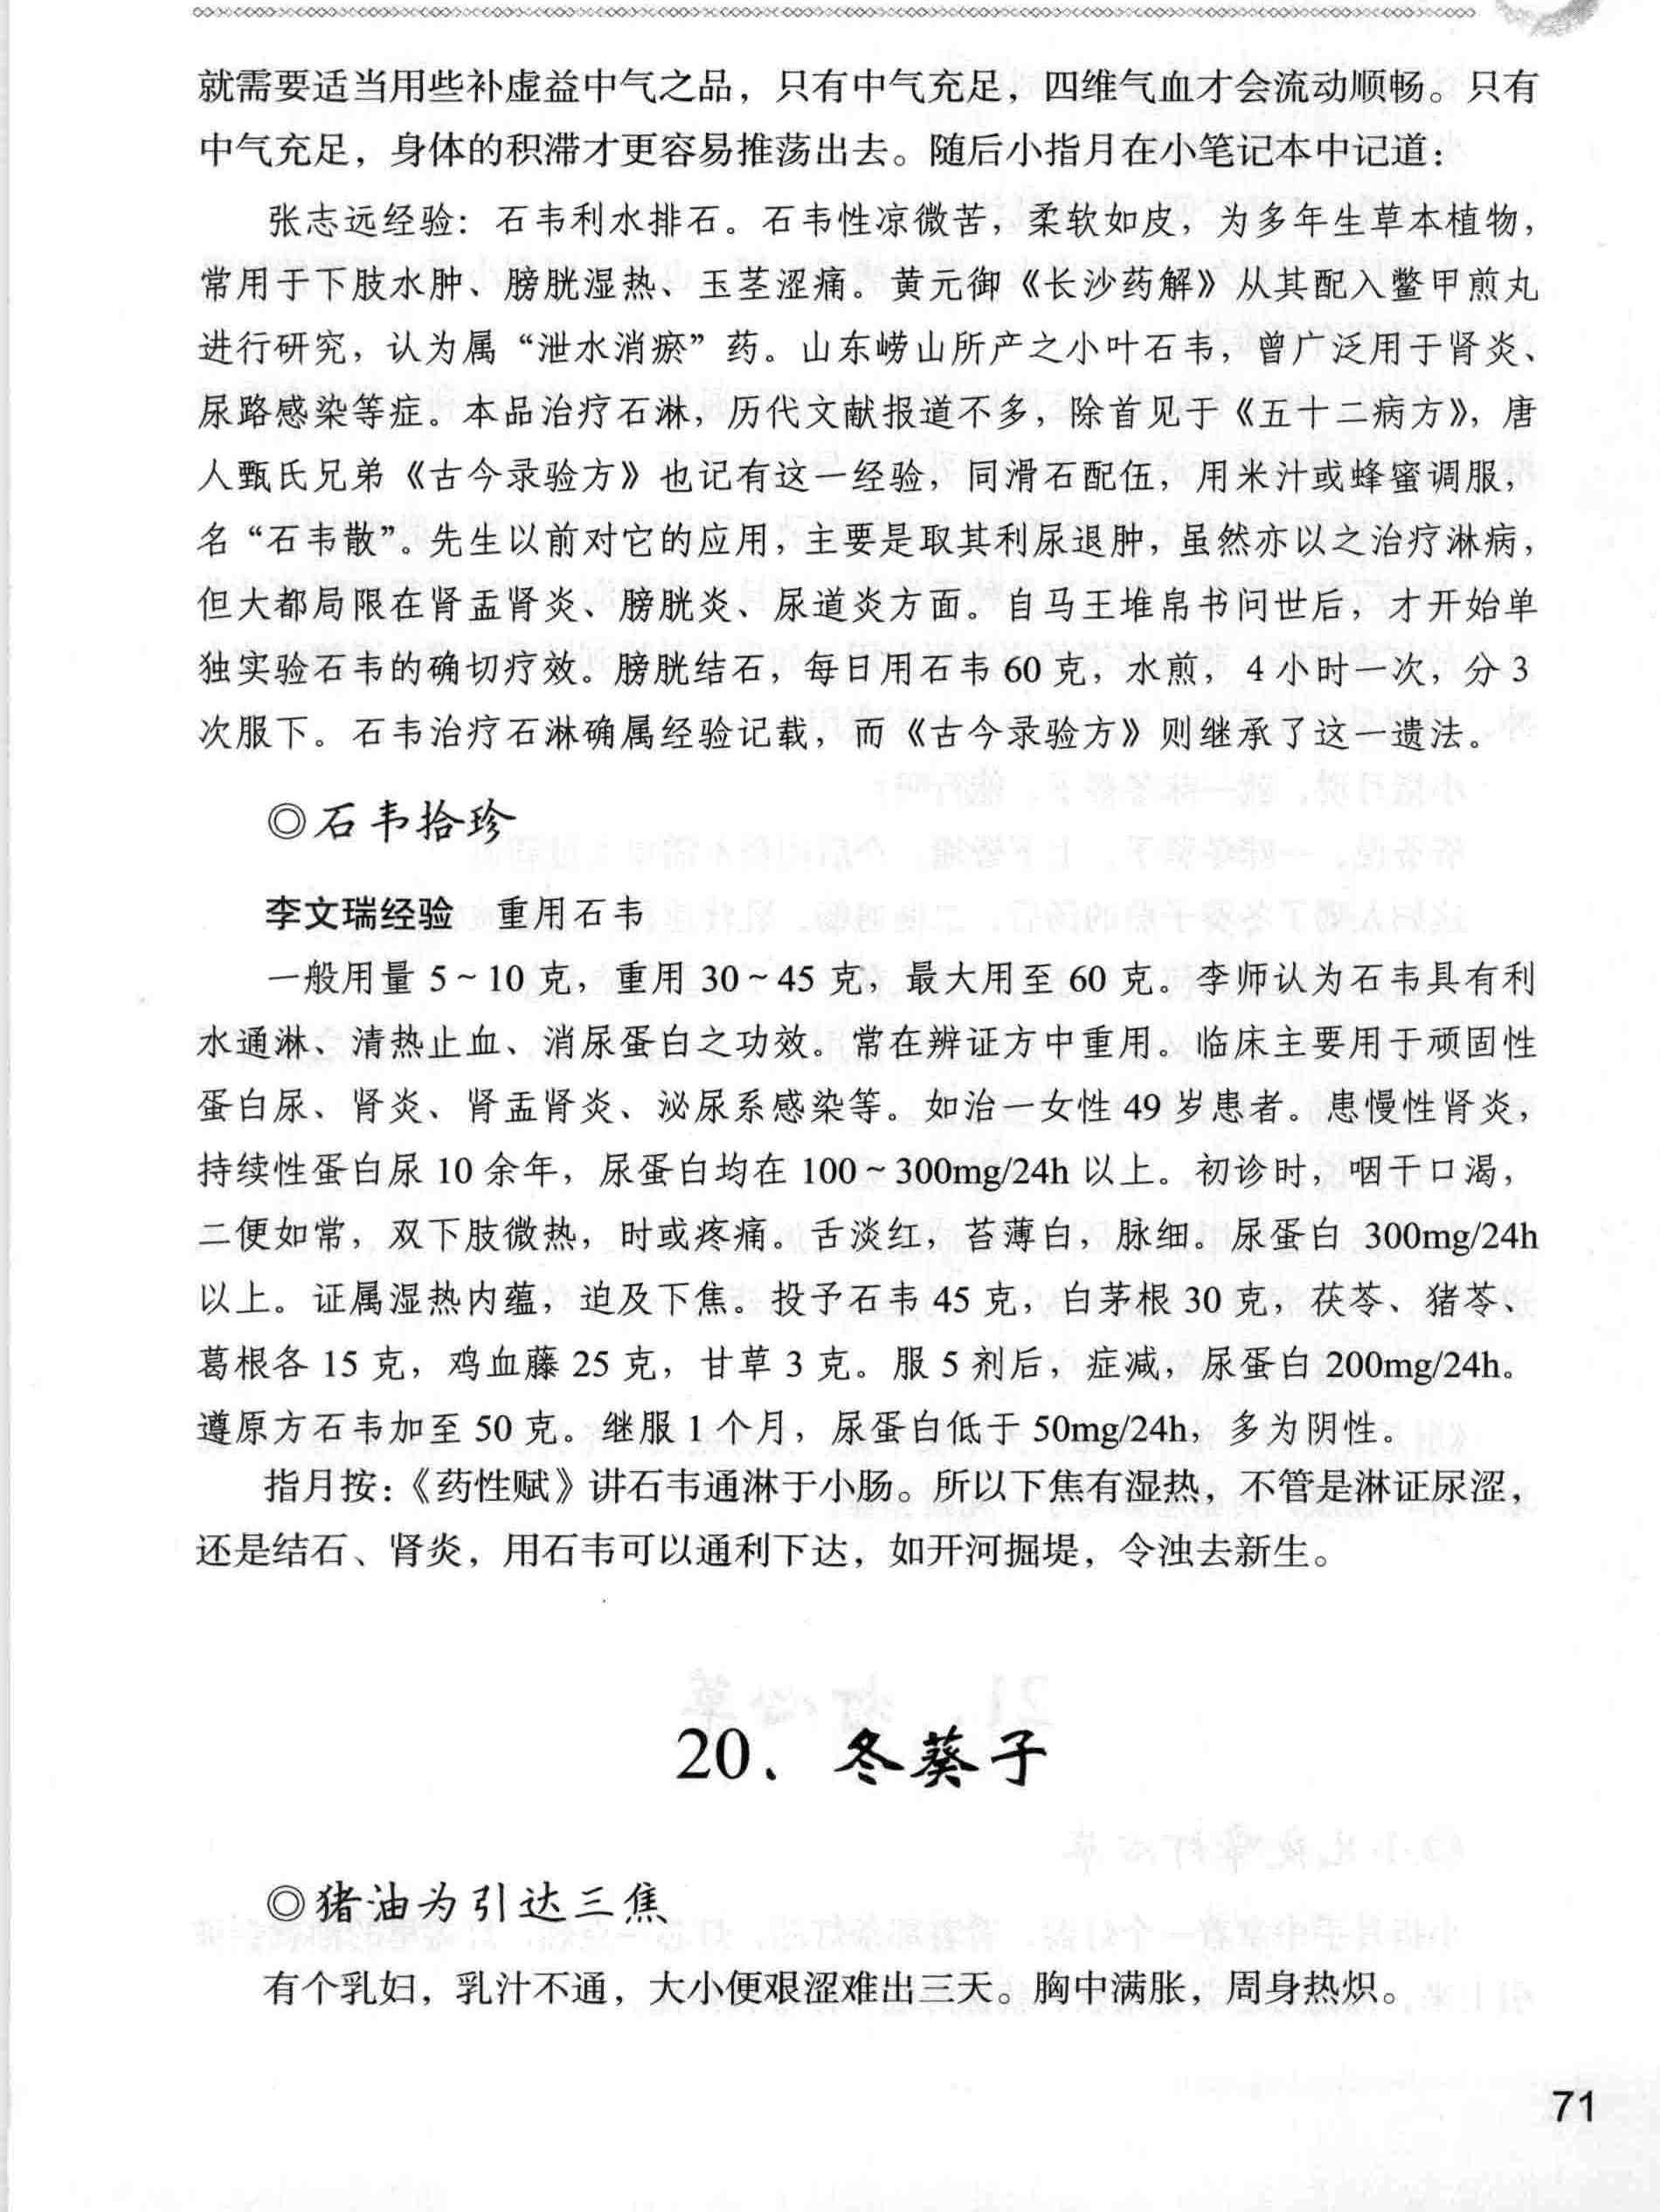 就需要适当用些补虚益中气之品，只有中气充足，四维气血才会流动顺畅。只有
中气充足，身体的积滞才更容易推荡出去。随后小指月在小笔记本中记道：
张志远经验：石韦利水排石。石韦性凉微苦，柔软如皮，为多年生草本植物，
常用于下肢水肿、膀胱湿热、玉茎涩痛。黄元御《长沙药解》从其配入鳖甲煎丸
进行研究，认为属“泄水消瘀”药。山东崂山所产之小叶石韦，曾广泛用于肾炎、
尿路感染等症。本品治疗石淋，历代文献报道不多，除首见于《五十二病方》，唐
人甄氏兄弟《古今录验方》也记有这一经验，同滑石配伍，用米汁或蜂蜜调服，
名“石韦散”。先生以前对它的应用，主要是取其利尿退肿，虽然亦以之治疗淋病，
但大都局限在肾盂肾炎、膀胱炎、尿道炎方面。自马王堆帛书问世后，才开始单
独实验石韦的确切疗效。膀胱结石，每日用石韦 60 克，水煎，4 小时一次，分 3
次服下。石韦治疗石淋确属经验记载，而《古今录验方》则继承了这一遗法。
◎石韦拾珍
李文瑞经验 重用石韦
一般用量 5～10 克，重用 30～45 克，最大用至 60 克。李师认为石韦具有利
水通淋、清热止血、消尿蛋白之功效。常在辨证方中重用。临床主要用于顽固性
蛋白尿、肾炎、肾盂肾炎、泌尿系感染等。如治一女性 49 岁患者。患慢性肾炎，
持续性蛋白尿 10 余年，尿蛋白均在 100～300mg/24h 以上。初诊时，咽干口渴，
二便如常，双下肢微热，时或疼痛。舌淡红，苔薄白，脉细。尿蛋白 300mg/24h
以上。证属湿热内蕴，迫及下焦。投予石韦 45 克，白茅根 30 克，茯苓、猪苓、
葛根各 15 克，鸡血藤 25 克，甘草 3 克。服 5 剂后，症减，尿蛋白 200mg/24h。
遵原方石韦加至 50 克。继服 1 个月，尿蛋白低于 50mg/24h，多为阴性。
指月按：《药性赋》讲石韦通淋于小肠。所以下焦有湿热，不管是淋证尿涩，
还是结石、肾炎，用石韦可以通利下达，如开河掘堤，令浊去新生。
20、冬葵子
◎猪油为引达三焦
有个乳妇，乳汁不通，大小便艰涩难出三天。胸中满胀，周身热炽。
71